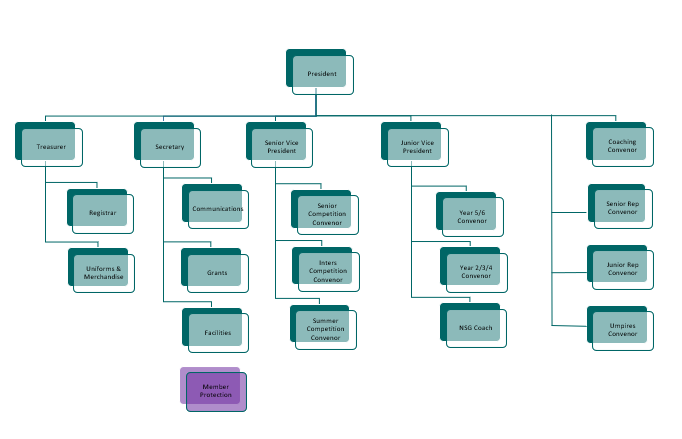 President
Treasurer
Secretary
Senior Vice
President
Junior Vice
President
Coaching
Convenor
Registrar
Communications
Senior
Competition
Convenor
Year 5/6
Convenor
Senior Rep
Convenor
Uniforms &
Merchandise
Grants
Inters
Competition
Convenor
Year 2/3/4
Convenor
Junior Rep
Convenor
Facilities
Summer
Competition
Convenor
NSG Coach
Umpires
Convenor
Member
Protection